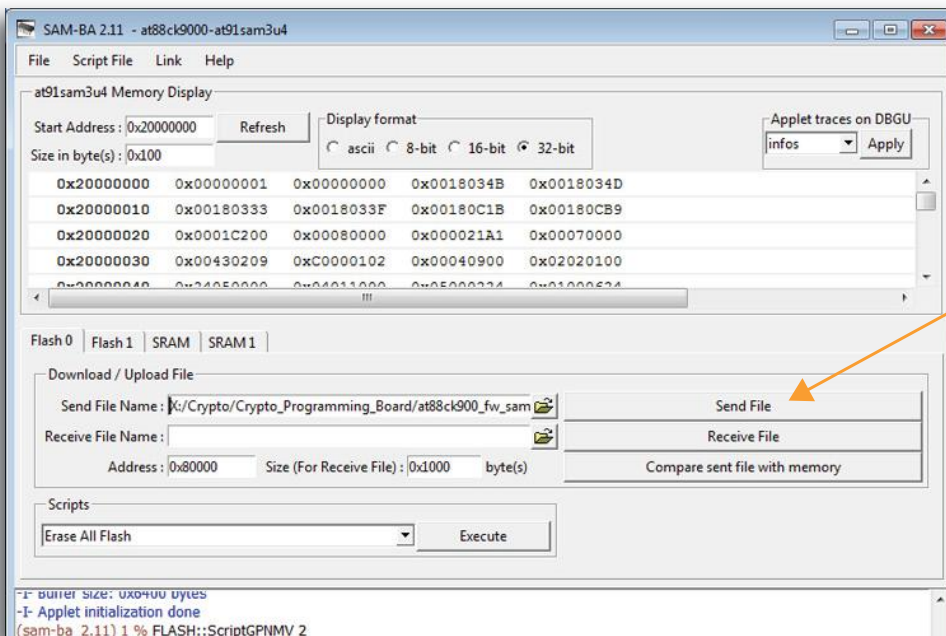 SAM-BA 2.11 - at88ck9000-at91sam3u4
File Script File Link Help
at91sam3u4 Memory Display
Start Address : 0x20000000 Refresh
Size in byte(s) : 0x100
Display format
ascii 8-bit 16-bit 32-bit
Applet traces on DBGU
infos Apply
0x20000000 0x00000001 0x00000000 0x0018034B 0x0018034D
0x20000010 0x00180333 0x0018033F 0x00180C1B 0x00180CB9
0x20000020 0x0001C200 0x00080000 0x000021A1 0x00070000
0x20000030 0x00430209 0xC0000102 0x00040900 0x02020100
Flash 0 Flash 1 SRAM SRAM 1
Download / Upload File
Send File Name : X:/Crypto/Crypto_Programming_Board/at88ck900_fw_sam Send File
Receive File Name : Receive File
Address : 0x80000 Size (For Receive File) : 0x1000 byte(s) Compare sent file with memory
Scripts
Erase All Flash Execute
-I- Buffer size: 0x6400 bytes
-I- Applet initialization done
(sam-ba_2.11) 1 % FLASH::ScriptGPNMV 2